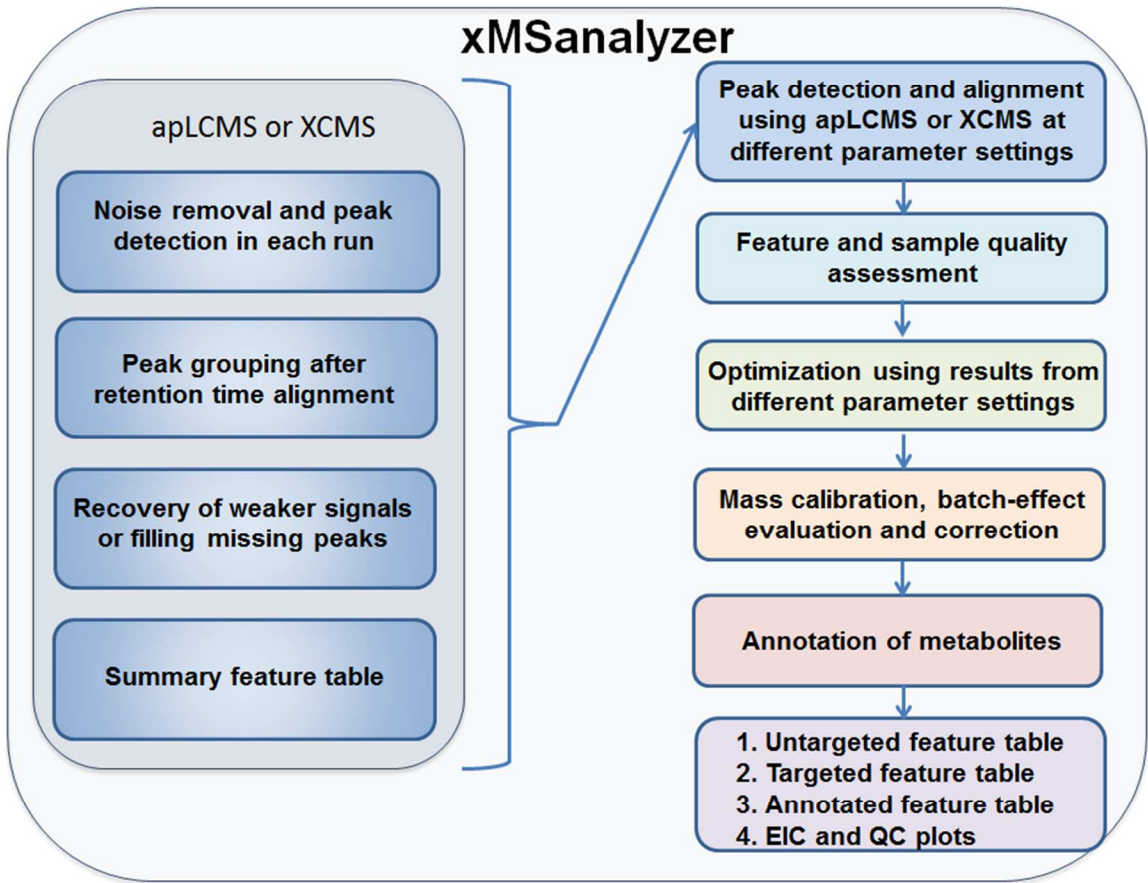 xMSanalyzer
apLCMS or XCMS
Noise removal and peak
detection in each run
Peak grouping after
retention time alignment
Recovery of weaker signals
or filling missing peaks
Summary feature table
Peak detection and alignment
using apLCMS or XCMS at
different parameter settings
Feature and sample quality
assessment
Optimization using results from
different parameter settings
Mass calibration, batch-effect
evaluation and correction
Annotation of metabolites
1. Untargeted feature table
2. Targeted feature table
3. Annotated feature table
4. EIC and QC plots